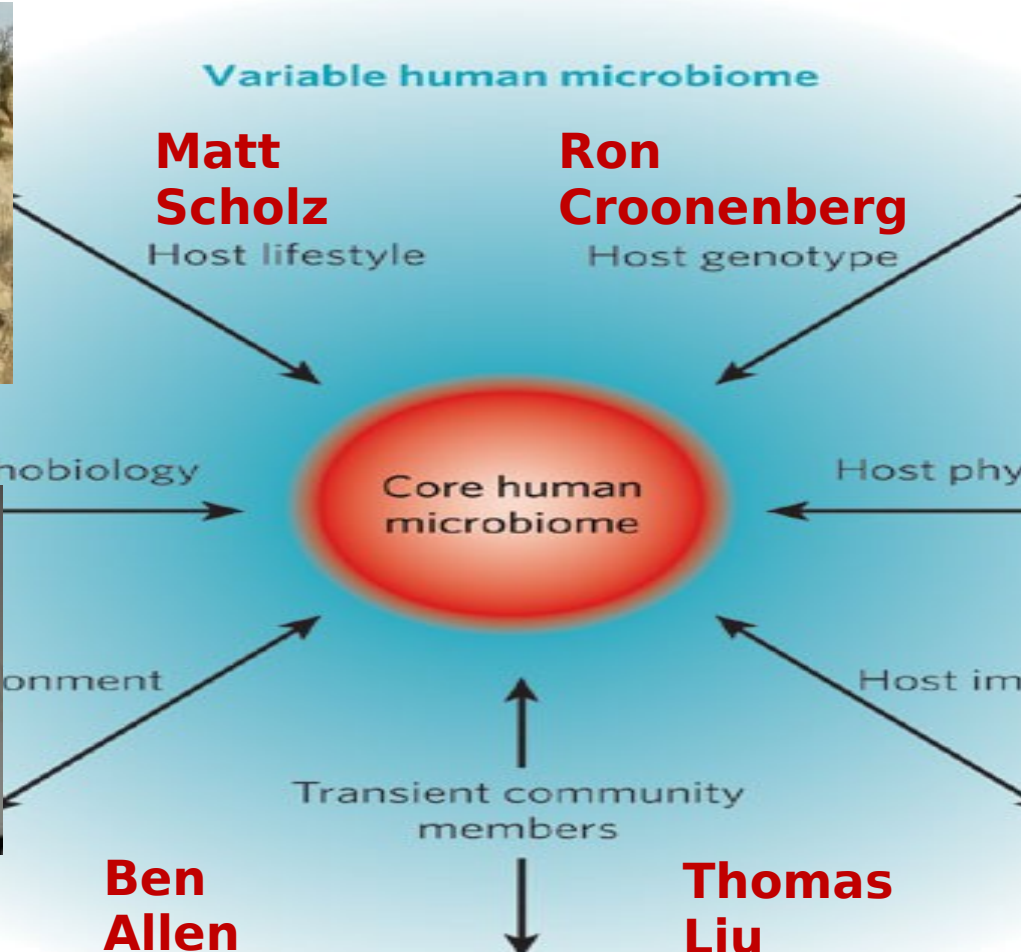 Variable human microbiome
Matt
Scholz
Ron
Croonenberg
Host lifestyle
Host genotype
nobiology
Host phy
Core human
microbiome
onment
Host im
Transient community
members
Ben
Allen
Thomas
Liu